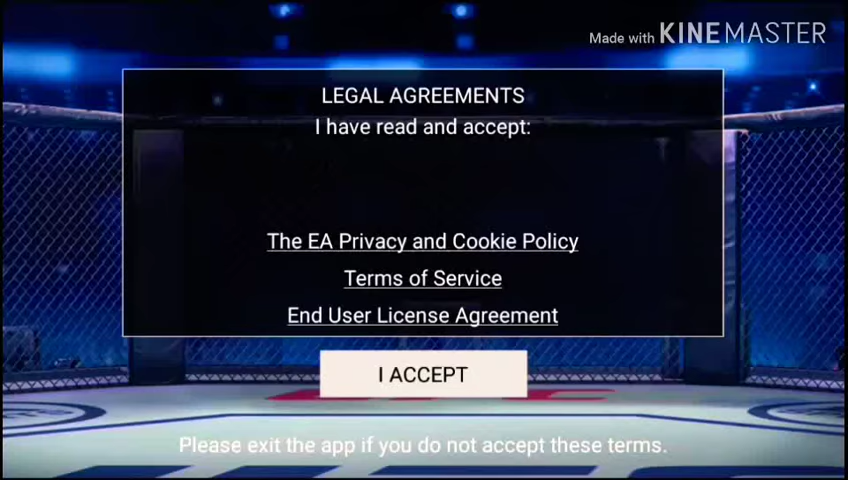 Made with KINEMASTER
LEGAL AGREEMENTS
I have read and accept:
The EA Privacy and Cookie Policy
Terms of Service
End User License Agreement
I ACCEPT
Please exit the app if you do not accept these terms.